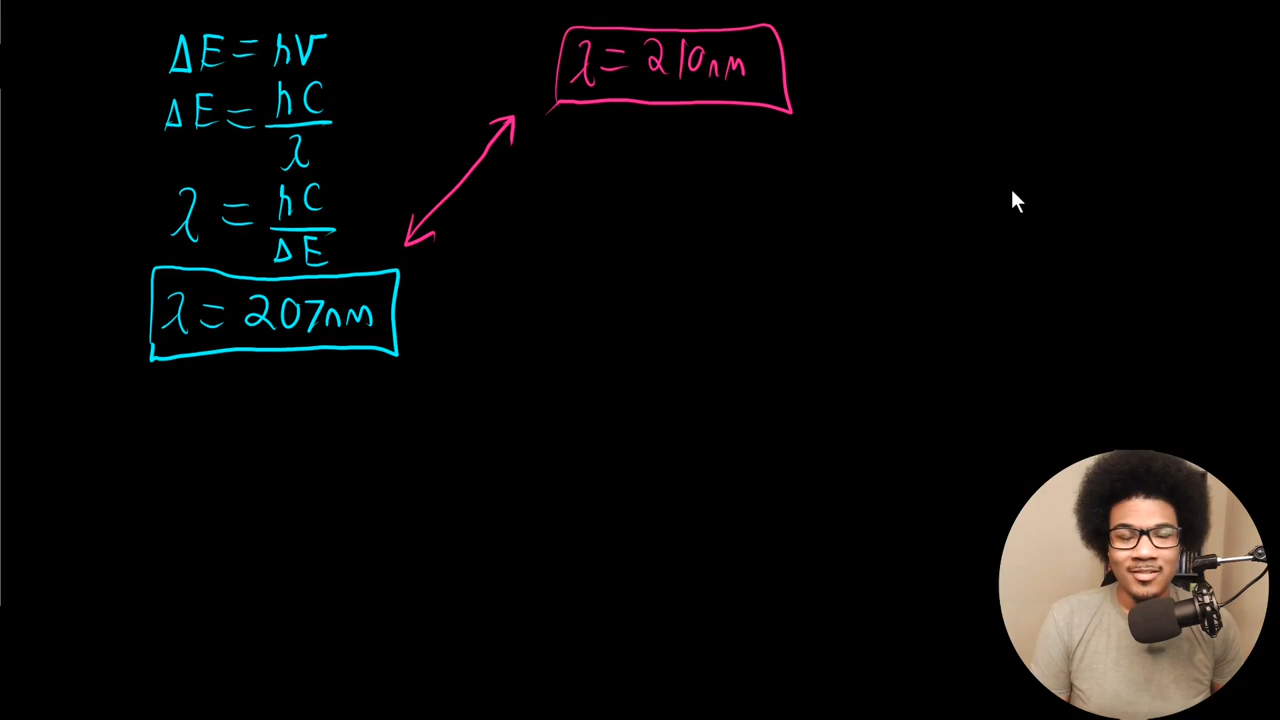 ΔE = hν
ΔE = hC/λ
λ = hC/ΔE
λ = 207nm
λ = 210nm